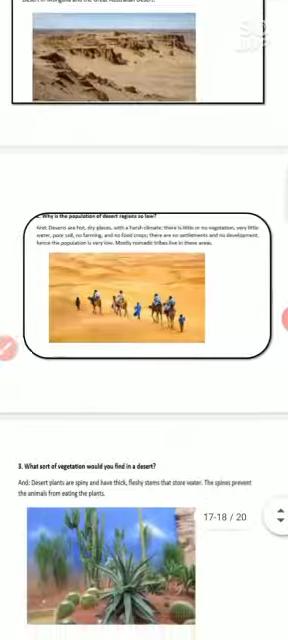 Desert in Mongolia and the Great Australian Desert.
2. Why is the population of desert regions so low?
And: Deserts are hot, dry places, with a harsh climate; there is little or no vegetation, very little
water, poor soil, no farming, and no food crops; there are no settlements and no development,
hence the population is very low. Mostly nomadic tribes live in these areas.
3. What sort of vegetation would you find in a desert?
And: Desert plants are spiny and have thick, fleshy stems that store water. The spines prevent
the animals from eating the plants.
17-18 / 20